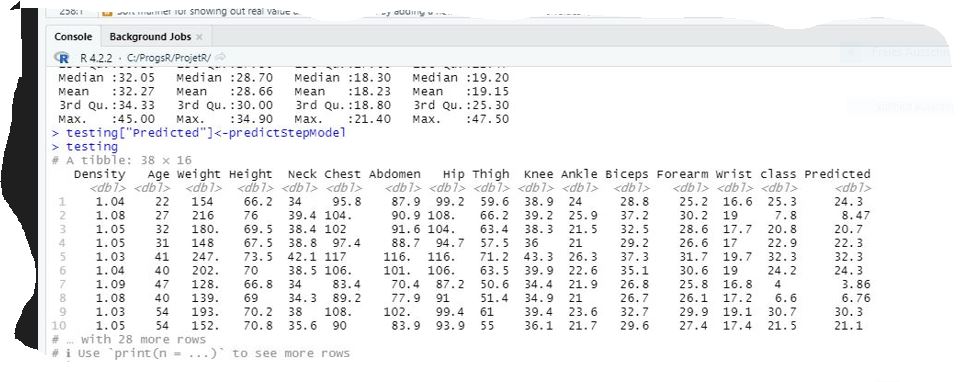 258:1
Console Background Jobs ×
R 4.2.2 · C:/ProgsR/ProjetR/
Median :32.05 Median :28.70 Median :18.30 Median :19.20
Mean :32.27 Mean :28.66 Mean :18.23 Mean :19.15
3rd Qu.:34.33 3rd Qu.:30.00 3rd Qu.:18.80 3rd Qu.:25.30
Max. :45.00 Max. :34.90 Max. :21.40 Max. :47.50
> testing["Predicted"]<-predictStepModel
> testing
# A tibble: 38 × 16
Density Age Weight Height Neck Chest Abdomen Hip Thigh Knee Ankle Biceps Forearm Wrist Class Predicted
<dbl> <dbl> <dbl> <dbl> <dbl> <dbl> <dbl> <dbl> <dbl> <dbl> <dbl> <dbl> <dbl> <dbl> <dbl> <dbl>
1 1.04 22 154 66.2 34 95.8 87.9 99.2 59.6 38.9 24 28.8 25.2 16.6 25.3 24.3
2 1.08 27 216 76 39.4 104. 90.9 108. 66.2 39.2 25.9 37.2 30.2 19 7.8 8.47
3 1.05 32 180. 69.5 38.4 102 91.6 104. 63.4 38.3 21.5 32.5 28.6 17.7 20.8 20.7
4 1.05 31 148 67.5 38.8 97.4 88.7 94.7 57.5 36 21 29.2 26.6 17 22.9 22.3
5 1.03 41 247. 73.5 42.1 117 116. 116. 71.2 43.3 26.3 37.3 31.7 19.7 32.3 32.3
6 1.04 40 202. 70 38.5 106. 101. 106. 63.5 39.9 22.6 35.1 30.6 19 24.2 24.3
7 1.09 47 128. 66.8 34 83.4 70.4 87.2 50.6 34.4 21.9 26.8 25.8 16.8 4 3.86
8 1.08 40 139. 69 34.3 89.2 77.9 91 51.4 34.9 21 26.7 26.1 17.2 6.6 6.76
9 1.03 54 193. 70.2 38 108. 102. 99.4 61 39.4 23.6 32.7 29.9 19.1 30.7 30.3
10 1.05 54 152. 70.8 35.6 90 83.9 93.9 55 36.1 21.7 29.6 27.4 17.4 21.5 21.1
# … with 28 more rows
# ℹ Use `print(n = ...)` to see more rows